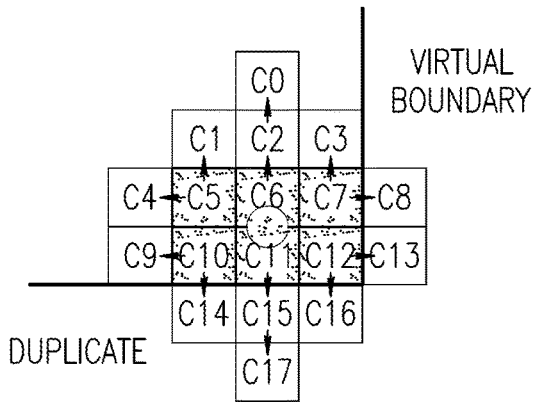 C0
VIRTUAL
BOUNDARY
C1 C2 C3
C4 C5 C6 C7 C8
C9 C10 C11 C12 C13
C14 C15 C16
DUPLICATE
C17